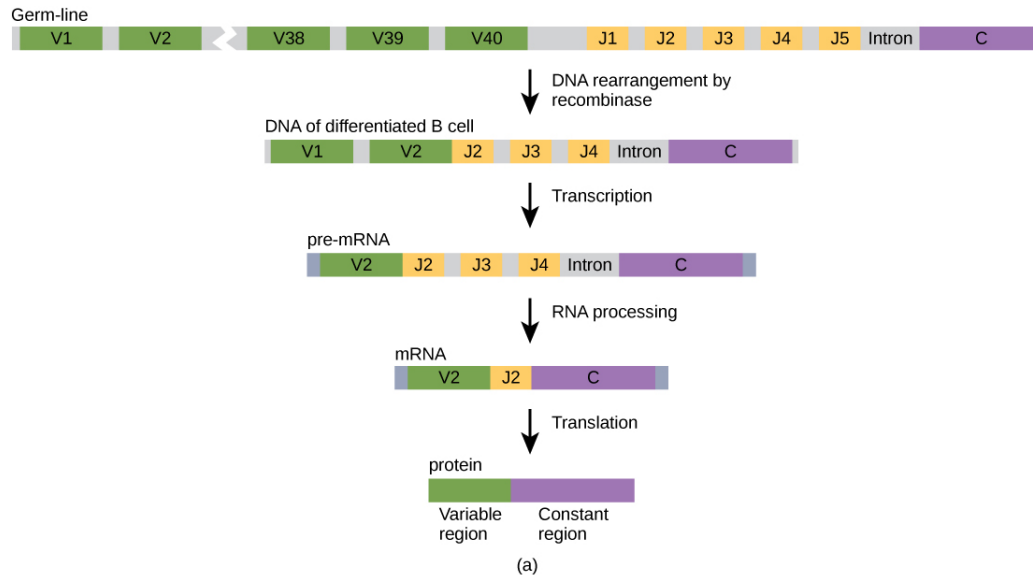 Germ-line
V1 V2 V38 V39 V40 J1 J2 J3 J4 J5 Intron C
DNA rearrangement by
recombinase
DNA of differentiated B cell
V1 V2 J2 J3 J4 Intron C
Transcription
pre-mRNA
V2 J2 J3 J4 Intron C
RNA processing
mRNA
V2 J2 C
Translation
protein
Variable region
Constant region
(a)